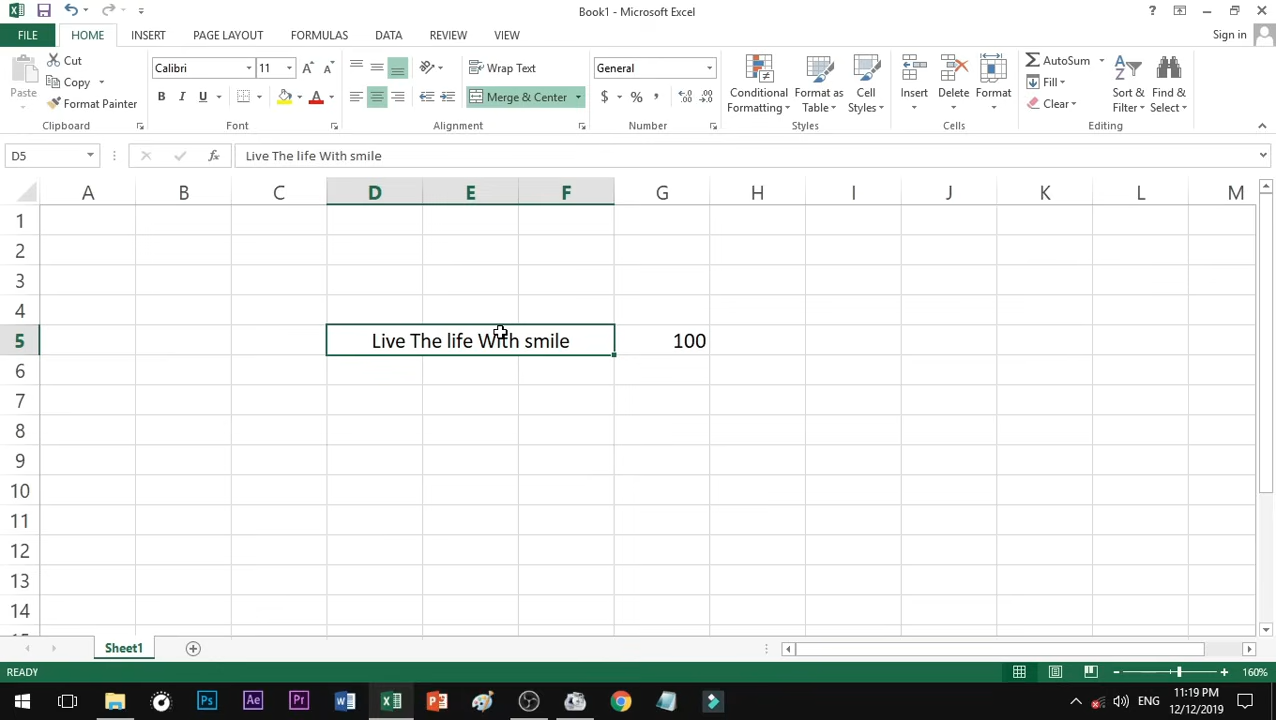 Book1 - Microsoft Excel
?
FILE HOME INSERT PAGE LAYOUT FORMULAS DATA REVIEW VIEW Sign in
Paste Cut Copy Format Painter Clipboard
Calibri 11 B I U A Font
Wrap Text Merge & Center Alignment
General $ % , Number
Conditional Formatting Format as Table Cell Styles Styles
Insert Delete Format Cells
AutoSum Fill Clear Sort & Filter Find & Select Editing
D5 fx Live The life With smile
A B C D E F G H I J K L M
1
2
3
4
5 Live The life With smile 100
6
7
8
9
10
11
12
13
14
Sheet1
READY 160%
Ps Ae Pr ENG 11:19 PM
12/12/2019